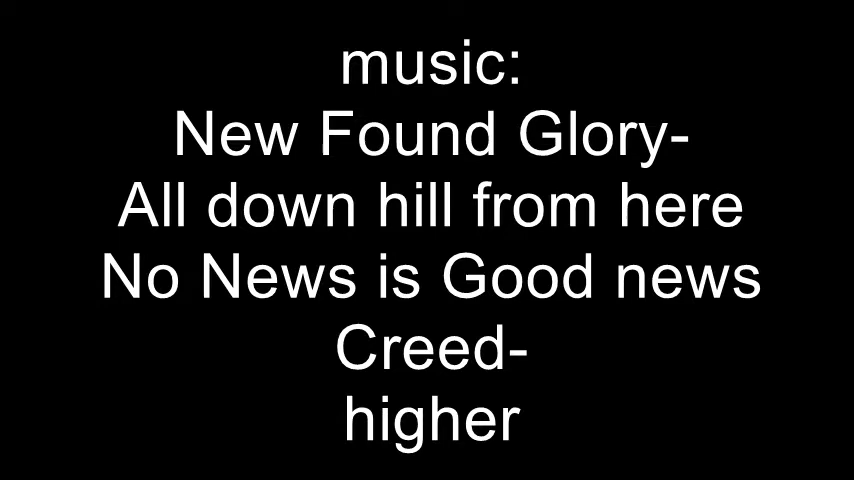 music:
New Found Glory-
All down hill from here
No News is Good news
Creed-
higher